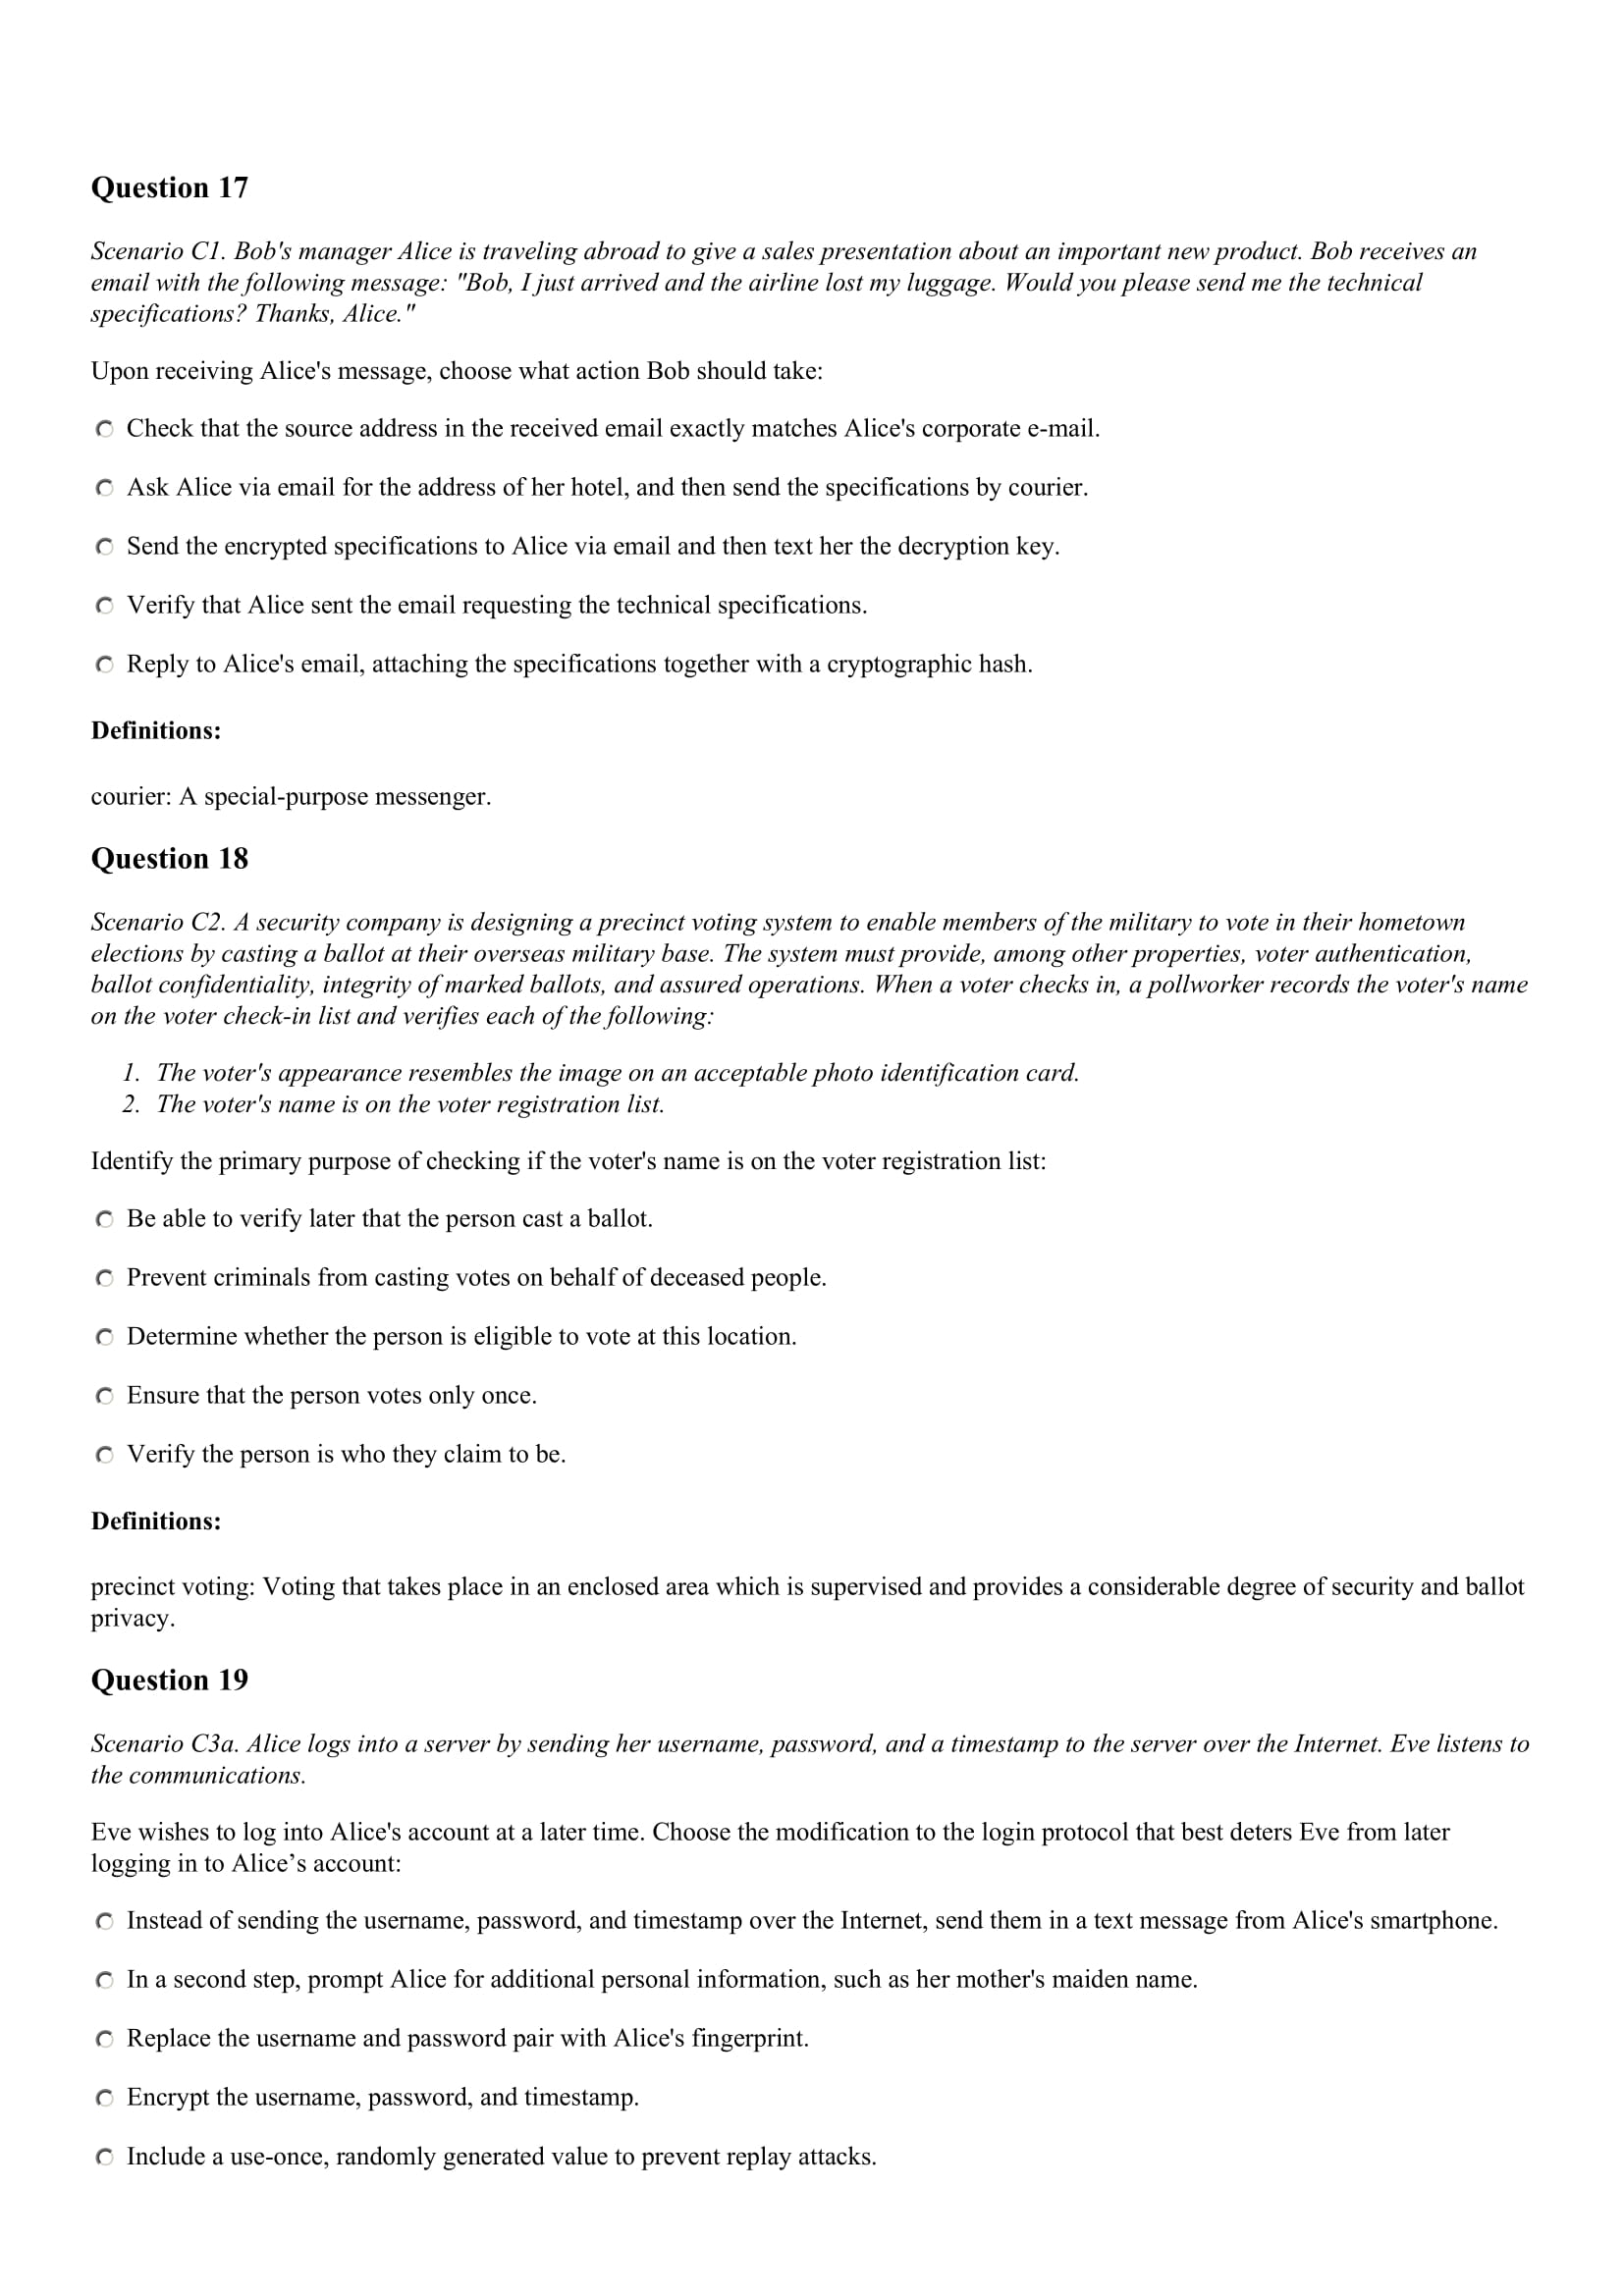 Question 17
Scenario C1. Bob's manager Alice is traveling abroad to give a sales presentation about an important new product. Bob receives an
email with the following message: "Bob, I just arrived and the airline lost my luggage. Would you please send me the technical
specifications? Thanks, Alice."
Upon receiving Alice's message, choose what action Bob should take:
Check that the source address in the received email exactly matches Alice's corporate e-mail.
Ask Alice via email for the address of her hotel, and then send the specifications by courier.
Send the encrypted specifications to Alice via email and then text her the decryption key.
Verify that Alice sent the email requesting the technical specifications.
Reply to Alice's email, attaching the specifications together with a cryptographic hash.
Definitions:
courier: A special-purpose messenger.
Question 18
Scenario C2. A security company is designing a precinct voting system to enable members of the military to vote in their hometown
elections by casting a ballot at their overseas military base. The system must provide, among other properties, voter authentication,
ballot confidentiality, integrity of marked ballots, and assured operations. When a voter checks in, a pollworker records the voter's name
on the voter check-in list and verifies each of the following:
1. The voter's appearance resembles the image on an acceptable photo identification card.
2. The voter's name is on the voter registration list.
Identify the primary purpose of checking if the voter's name is on the voter registration list:
Be able to verify later that the person cast a ballot.
Prevent criminals from casting votes on behalf of deceased people.
Determine whether the person is eligible to vote at this location.
Ensure that the person votes only once.
Verify the person is who they claim to be.
Definitions:
precinct voting: Voting that takes place in an enclosed area which is supervised and provides a considerable degree of security and ballot
privacy.
Question 19
Scenario C3a. Alice logs into a server by sending her username, password, and a timestamp to the server over the Internet. Eve listens to
the communications.
Eve wishes to log into Alice's account at a later time. Choose the modification to the login protocol that best deters Eve from later
logging in to Alice’s account:
Instead of sending the username, password, and timestamp over the Internet, send them in a text message from Alice's smartphone.
In a second step, prompt Alice for additional personal information, such as her mother's maiden name.
Replace the username and password pair with Alice's fingerprint.
Encrypt the username, password, and timestamp.
Include a use-once, randomly generated value to prevent replay attacks.